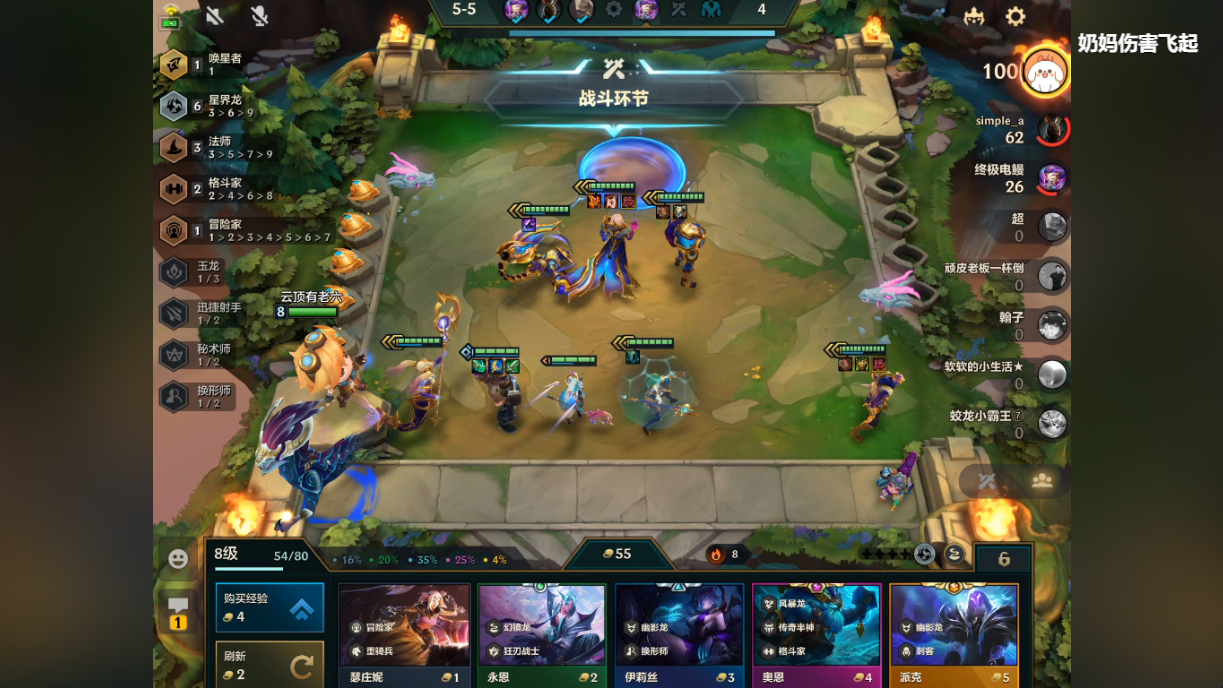 5-5
4
奶妈伤害飞起
战斗环节
100
simple_a
62
终极电鳗
26
超
0
顽皮老板一杯倒
0
翰子
0
软软的小生活★
0
蛟龙小霸王⑦
0
1 唤星者
1
6 星界龙
3 > 6 > 9
3 法师
3 > 5 > 7 > 9
2 格斗家
2 > 4 > 6 > 8
1 冒险家
1 > 2 > 3 > 4 > 5 > 6 > 7
玉龙
1 / 3
迅捷射手
1 / 2
秘术师
1 / 2
换形师
1 / 2
云顶有老六
8
8级 54/80
16% 20% 35% 25% 4%
55
8
6
1
购买经验
4
刷新
2
冒险家
重骑兵
瑟庄妮 1
幻镜龙
狂刃战士
永恩 2
幽影龙
换形师
伊莉丝 3
风暴龙
传奇半神
格斗家
奥恩 4
幽影龙
刺客
派克 5